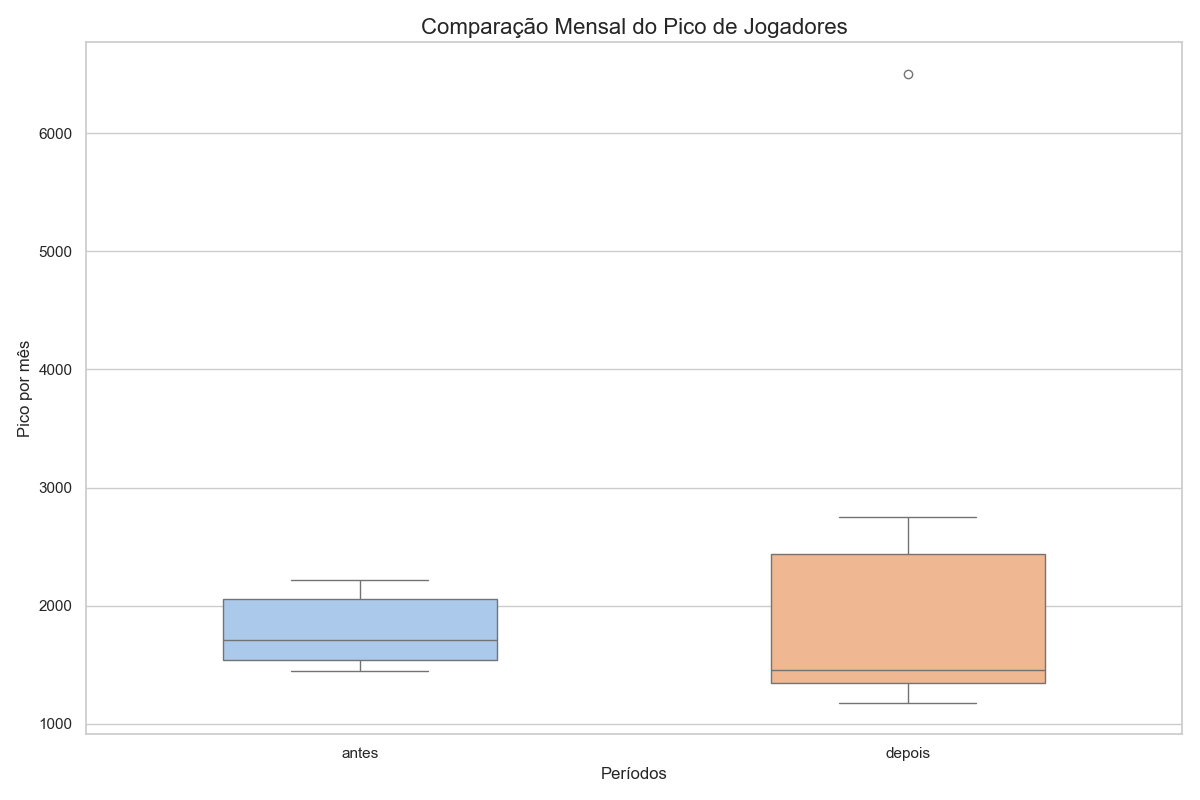 Comparação Mensal do Pico de Jogadores
Pico por mês
6000
5000
4000
3000
2000
1000
antes
depois
Períodos